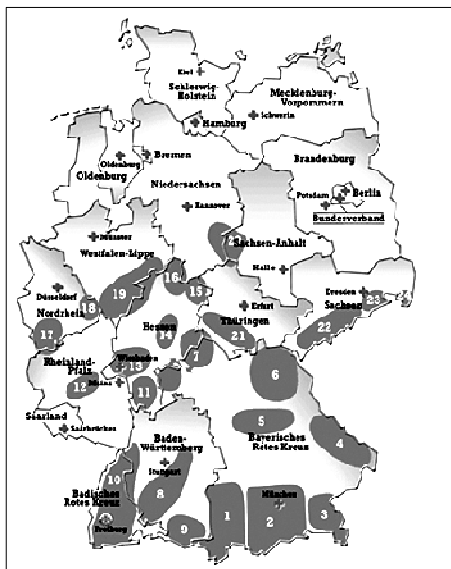 Kiel
Schleswig-
Holstein
Mecklenburg-
Vorpommern
Schwerin
Hamburg
Bremen
Oldenburg
Oldenburg
Niedersachsen
Hannover
Brandenburg
Potsdam
Berlin
Bundesverband
Münster
Westfalen-Lippe
Sachsen-Anhalt
Halle
Düsseldorf
Nordrhein
19
18
17
16
15
Dresden
Sachsen
23
22
Erfurt
Thüringen
21
Hessen
14
Wiesbaden
13
Mainz
Rheinland-
Pfalz
12
11
7
6
Saarland
Saarbrücken
5
Bayerisches
Rotes Kreuz
4
Baden-
Württemberg
Stuttgart
10
Badisches
Rotes Kreuz
Freiburg
8
9
1
München
2
3